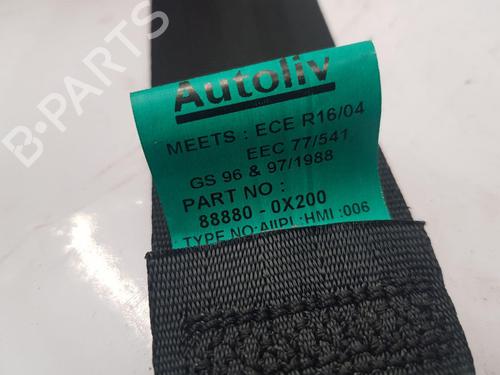 Autoliv
MEETS : ECE R16/04
EEC 77/541
GS 96 & 97/1988
PART NO :
88880 - 0X200
TYPE NO:AIIPL :HMI :006
B-PARTS